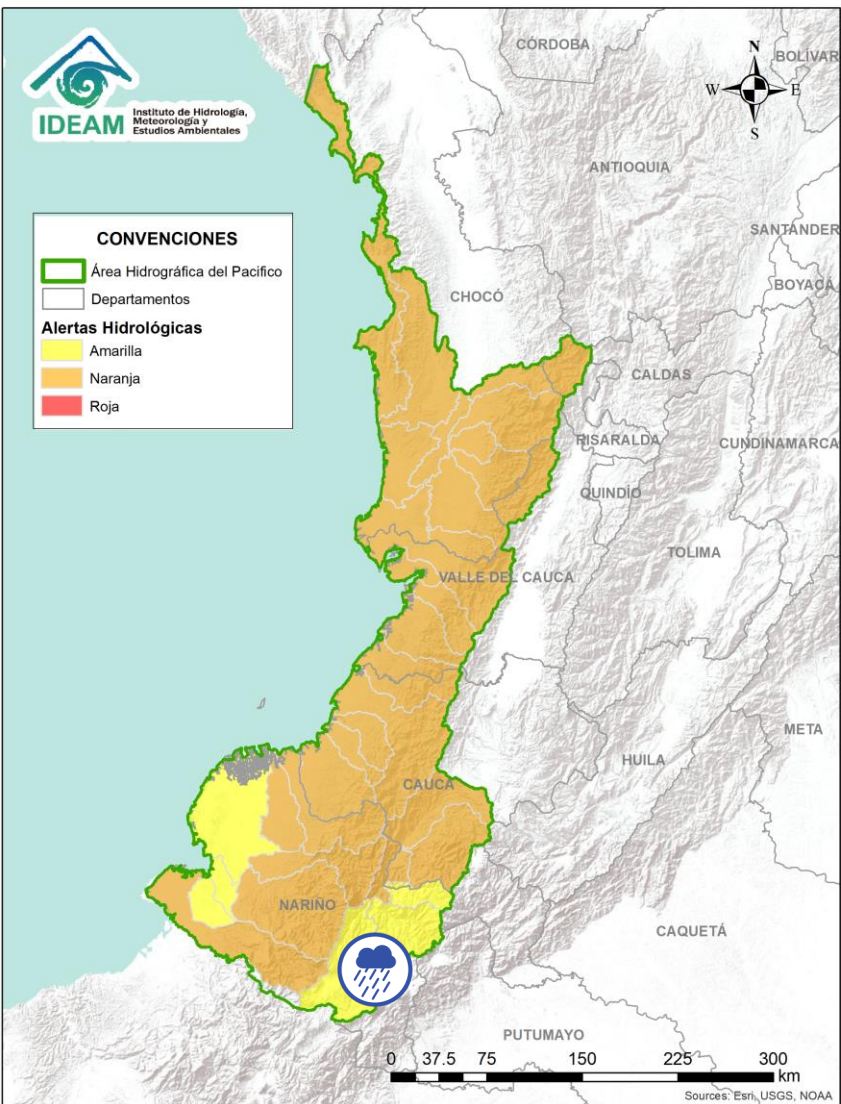 IDEAM
Instituto de Hidrología,
Meteorología y
Estudios Ambientales
CÓRDOBA
BOLÍVAR
N
W
E
S
ANTIOQUIA
SANTANDER
BOYACÁ
CONVENCIONES
Área Hidrográfica del Pacifico
Departamentos
Alertas Hidrológicas
Amarilla
Naranja
Roja
CHOCÓ
CALDAS
RISARALDA
CUNDINAMARCA
QUINDÍO
TOLIMA
VALLE DEL CAUCA
META
HUILA
CAUCA
NARIÑO
CAQUETÁ
PUTUMAYO
0 37.5 75 150 225 300
km
Sources: Esri, USGS, NOAA